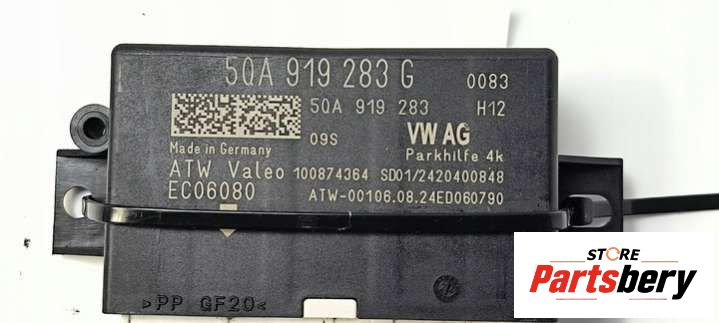 5QA 919 283 G 0083
5QA 919 283 H12
09S VW AG
Made in Germany Parkhilfe 4k
ATW Valeo 100874364 SD01/2420400848
EC06080 ATW-00106.08.24ED060790
>PP GF20<
STORE
Partsbery